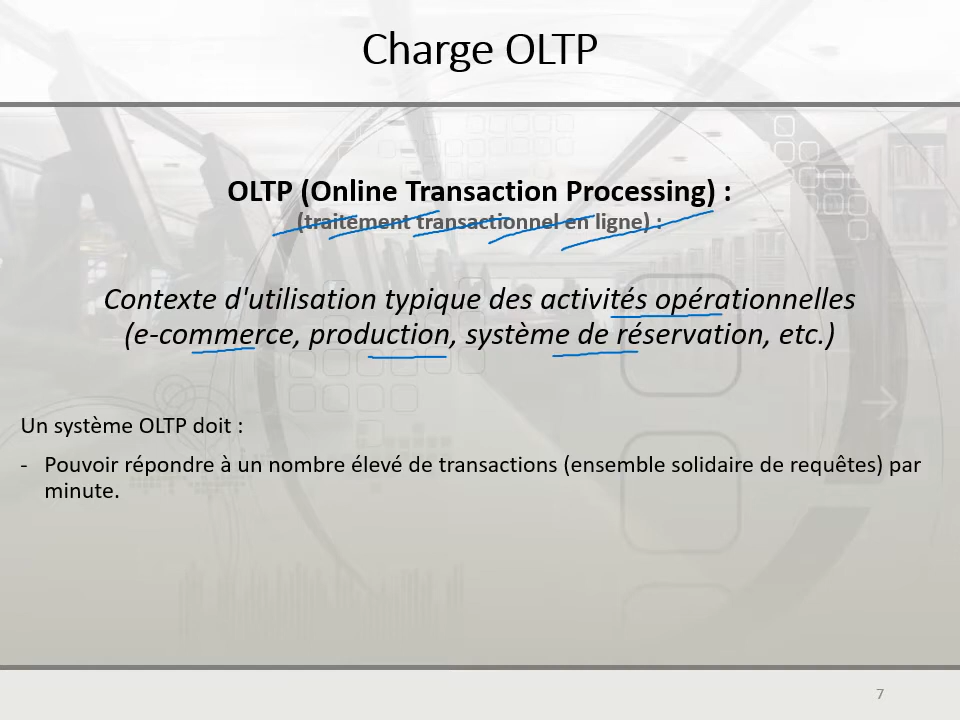 Charge OLTP
OLTP (Online Transaction Processing) :
(traitement transactionnel en ligne) :
Contexte d'utilisation typique des activités opérationnelles
(e-commerce, production, système de réservation, etc.)
Un système OLTP doit :
- Pouvoir répondre à un nombre élevé de transactions (ensemble solidaire de requêtes) par
minute.
7